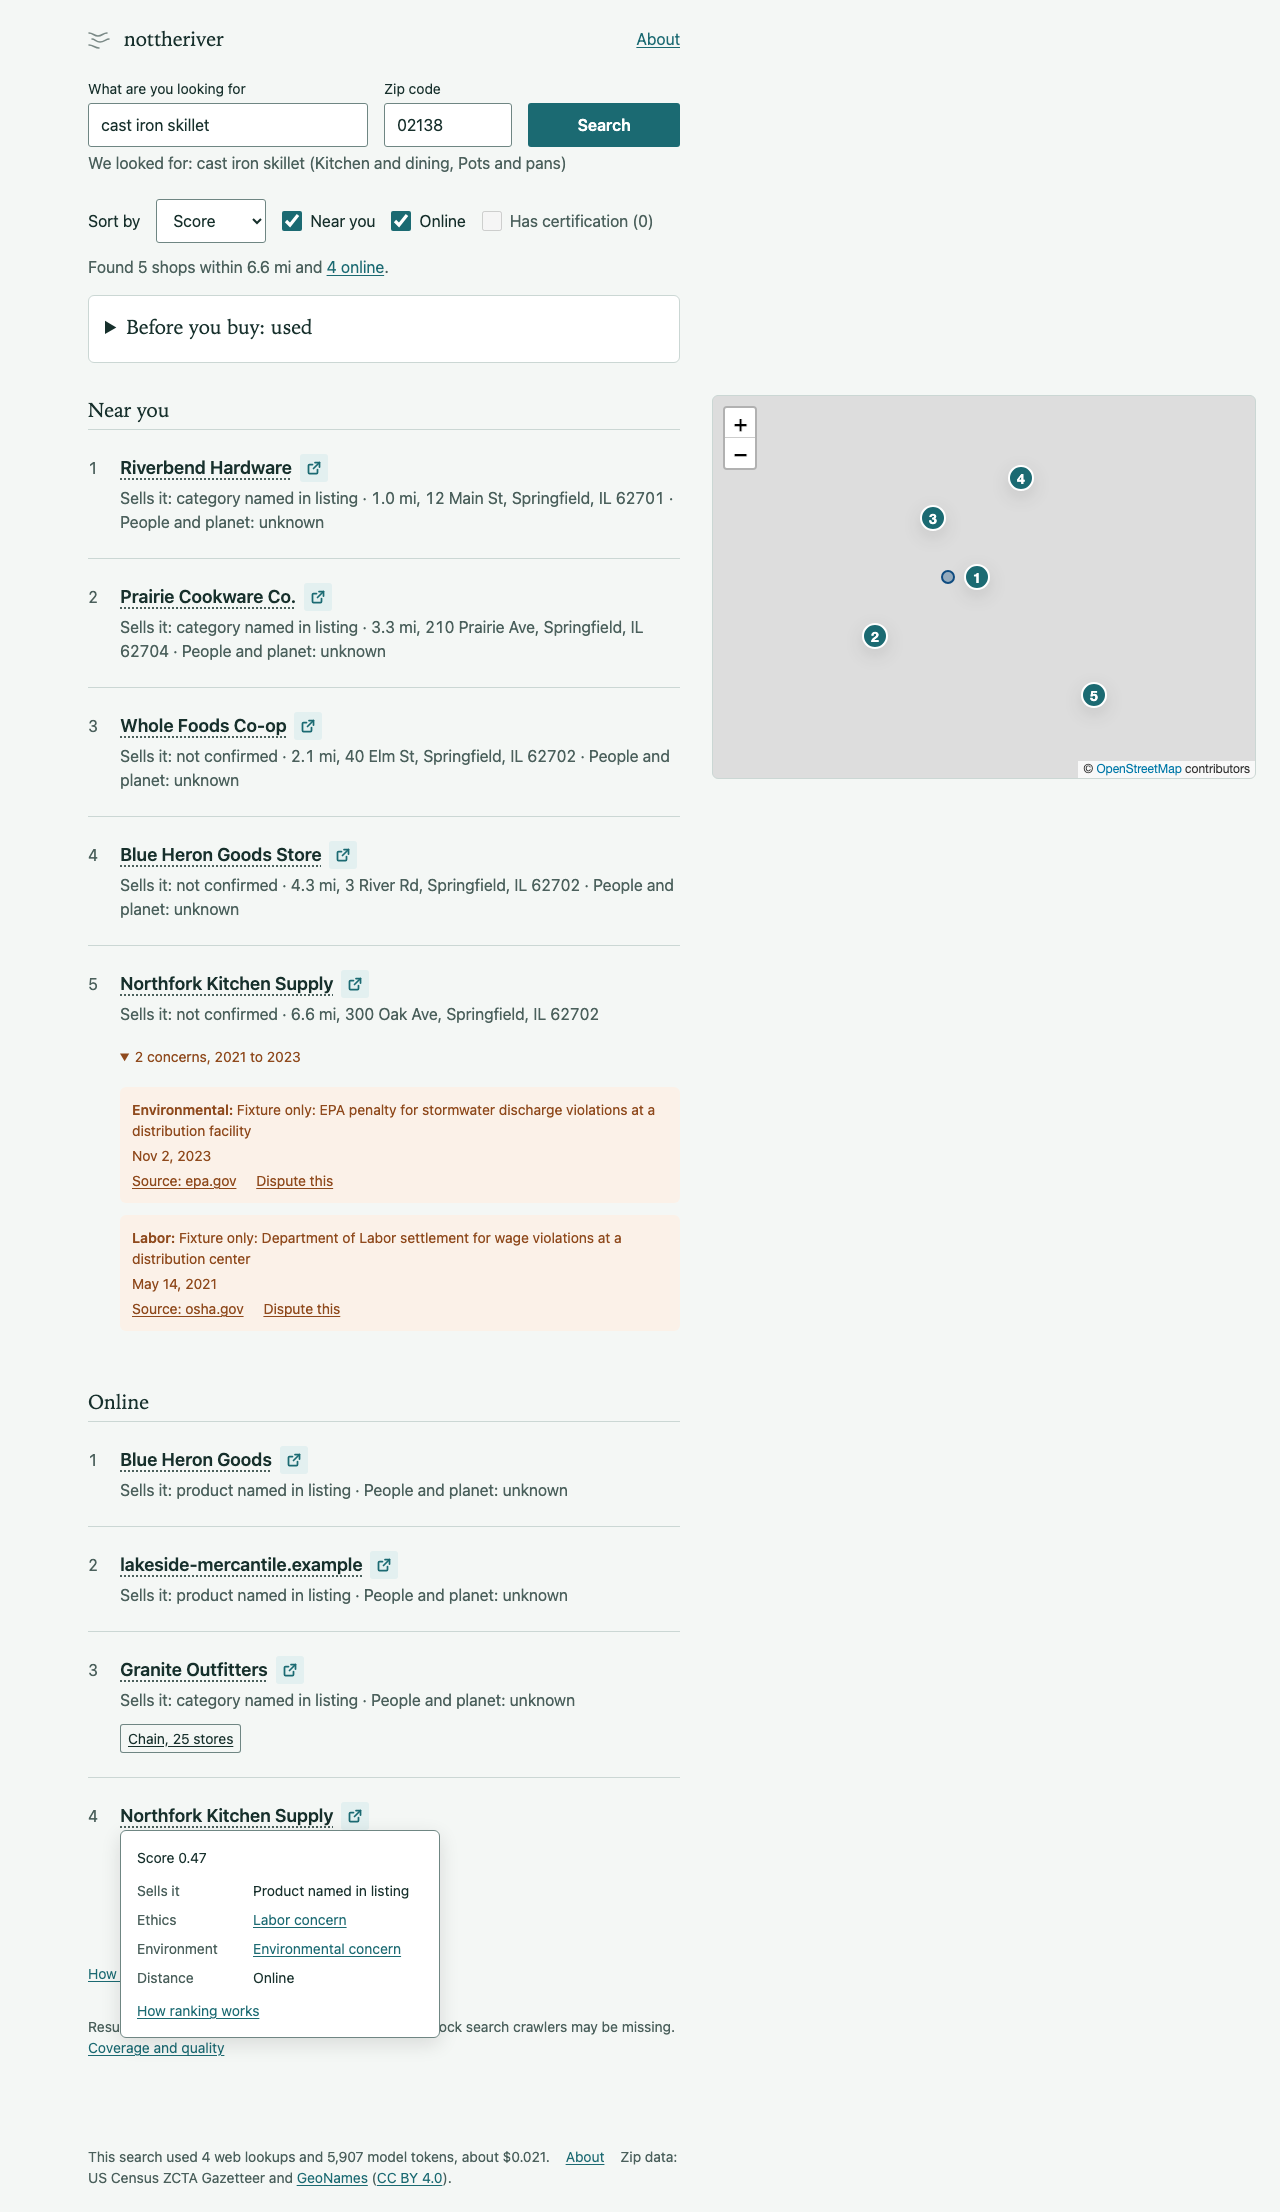 nottheriver
About
What are you looking for
Zip code
cast iron skillet
02138
Search
We looked for: cast iron skillet (Kitchen and dining, Pots and pans)
Sort by
Score
Near you
Online
Has certification (0)
Found 5 shops within 6.6 mi and 4 online.
Before you buy: used
Near you
1
Riverbend Hardware
Sells it: category named in listing · 1.0 mi, 12 Main St, Springfield, IL 62701 ·
People and planet: unknown
2
Prairie Cookware Co.
Sells it: category named in listing · 3.3 mi, 210 Prairie Ave, Springfield, IL
62704 · People and planet: unknown
3
Whole Foods Co-op
Sells it: not confirmed · 2.1 mi, 40 Elm St, Springfield, IL 62702 · People and
planet: unknown
4
Blue Heron Goods Store
Sells it: not confirmed · 4.3 mi, 3 River Rd, Springfield, IL 62702 · People and
planet: unknown
5
Northfork Kitchen Supply
Sells it: not confirmed · 6.6 mi, 300 Oak Ave, Springfield, IL 62702
2 concerns, 2021 to 2023
Environmental: Fixture only: EPA penalty for stormwater discharge violations at a
distribution facility
Nov 2, 2023
Source: epa.gov
Dispute this
Labor: Fixture only: Department of Labor settlement for wage violations at a
distribution center
May 14, 2021
Source: osha.gov
Dispute this
+
−
4
3
1
2
5
© OpenStreetMap contributors
Online
1
Blue Heron Goods
Sells it: product named in listing · People and planet: unknown
2
lakeside-mercantile.example
Sells it: product named in listing · People and planet: unknown
3
Granite Outfitters
Sells it: category named in listing · People and planet: unknown
Chain, 25 stores
4
Northfork Kitchen Supply
Score 0.47
Sells it
Product named in listing
Ethics
Labor concern
Environment
Environmental concern
Distance
Online
How ranking works
How
Resu
ock search crawlers may be missing.
Coverage and quality
This search used 4 web lookups and 5,907 model tokens, about $0.021.
About
Zip data:
US Census ZCTA Gazetteer and GeoNames (CC BY 4.0).